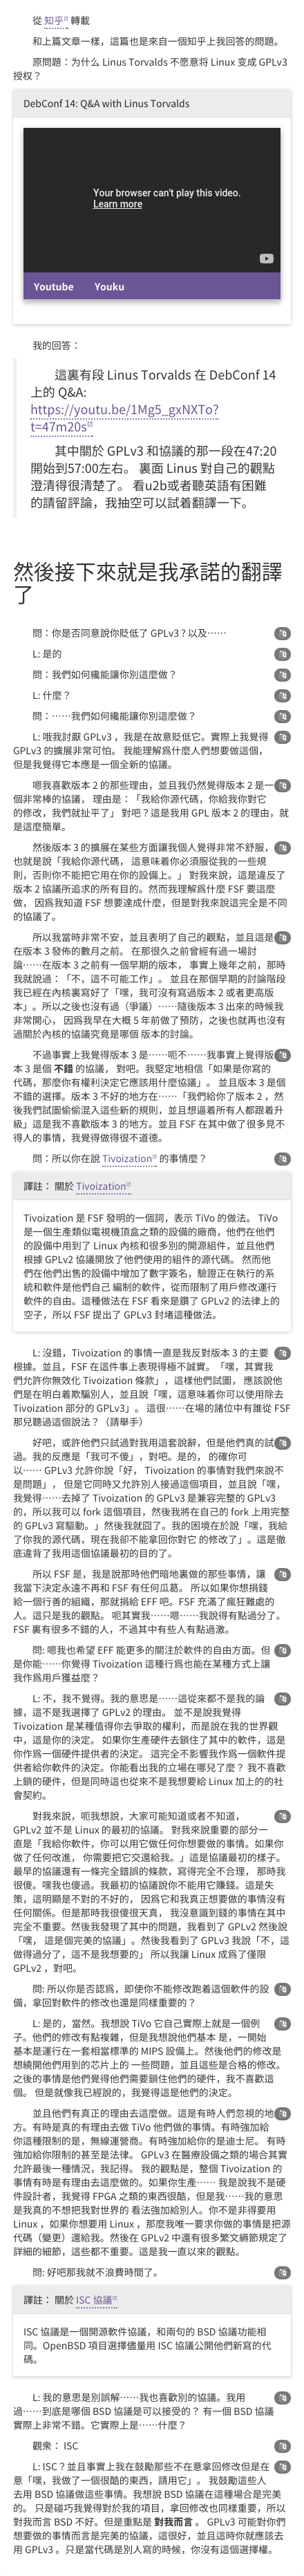 從 知乎 轉載
和上篇文章一樣，這篇也是來自一個知乎上我回答的問題。
原問題：为什么 Linus Torvalds 不愿意将 Linux 变成 GPLv3
授权？
DebConf 14: Q&A with Linus Torvalds
Your browser can't play this video.
Learn more
Youtube Youku
我的回答：
這裏有段 Linus Torvalds 在 DebConf 14
上的 Q&A:
https://youtu.be/1Mg5_gxNXTo?
t=47m20s
其中關於 GPLv3 和協議的那一段在47:20
開始到57:00左右。 裏面 Linus 對自己的觀點
澄清得很清楚了。 看u2b或者聽英語有困難
的請留評論，我抽空可以試着翻譯一下。
然後接下來就是我承諾的翻譯
了
問：你是否同意說你貶低了 GPLv3 ? 以及……
L: 是的
問：我們如何纔能讓你別這麼做？
L: 什麼？
問：……我們如何纔能讓你別這麼做？
L: 哦我討厭 GPLv3 ，我是在故意貶低它。實際上我覺得
GPLv3 的擴展非常可怕。 我能理解爲什麼人們想要做這個，
但是我覺得它本應是一個全新的協議。
嗯我喜歡版本 2 的那些理由，並且我仍然覺得版本 2 是一
個非常棒的協議， 理由是：「我給你源代碼，你給我你對它
的修改，我們就扯平了」 對吧？這是我用 GPL 版本 2 的理由，就
是這麼簡單。
然後版本 3 的擴展在某些方面讓我個人覺得非常不舒服，
也就是說「我給你源代碼， 這意味着你必須服從我的一些規
則，否則你不能把它用在你的設備上。」 對我來說，這是違反了
版本 2 協議所追求的所有目的。然而我理解爲什麼 FSF 要這麼
做， 因爲我知道 FSF 想要達成什麼，但是對我來說這完全是不同
的協議了。
所以我當時非常不安，並且表明了自己的觀點，並且這是
在版本 3 發佈的數月之前。 在那很久之前曾經有過一場討
論……在版本 3 之前有一個早期的版本， 事實上幾年之前，那時
我就說過：「不，這不可能工作」。 並且在那個早期的討論階段
我已經在內核裏寫好了「嘿，我可沒有寫過版本 2 或者更高版
本」。所以之後也沒有過（爭議）……隨後版本 3 出來的時候我
非常開心， 因爲我早在大概 5 年前做了預防，之後也就再也沒有
過關於內核的協議究竟是哪個 版本的討論。
不過事實上我覺得版本 3 是……呃不……我事實上覺得版
本 3 是個 不錯 的協議， 對吧。我堅定地相信「如果是你寫的
代碼，那麼你有權利決定它應該用什麼協議」。 並且版本 3 是個
不錯的選擇。版本 3 不好的地方在……「我們給你了版本 2 ，然
後我們試圖偷偷混入這些新的規則，並且想逼着所有人都跟着升
級」這是我不喜歡版本 3 的地方。並且 FSF 在其中做了很多見不
得人的事情，我覺得做得很不道德。
問：所以你在說 Tivoization 的事情麼？
譯註： 關於 Tivoization
Tivoization 是 FSF 發明的一個詞，表示 TiVo 的做法。 TiVo
是一個生產類似電視機頂盒之類的設備的廠商，他們在他們
的設備中用到了 Linux 內核和很多別的開源組件，並且他們
根據 GPLv2 協議開放了他們使用的組件的源代碼。 然而他
們在他們出售的設備中增加了數字簽名，驗證正在執行的系
統和軟件是他們自己 編制的軟件，從而限制了用戶修改運行
軟件的自由。這種做法在 FSF 看來是鑽了 GPLv2 的法律上的
空子，所以 FSF 提出了 GPLv3 封堵這種做法。
L: 沒錯，Tivoization 的事情一直是我反對版本 3 的主要
根據。並且，FSF 在這件事上表現得極不誠實。「嘿，其實我
們允許你無效化 Tivoization 條款」，這樣他們試圖， 應該說他
們是在明白着欺騙別人，並且說「嘿，這意味着你可以使用除去
Tivoization 部分的 GPLv3」。 這很……在場的諸位中有誰從 FSF
那兒聽過這個說法？（請舉手）
好吧，或許他們只試過對我用這套說辭，但是他們真的試
過。我的反應是「我可不傻」，對吧。是的， 的確你可
以…… GPLv3 允許你說「好， Tivoization 的事情對我們來說不
是問題」， 但是它同時又允許別人接過這個項目，並且說「嘿，
我覺得……去掉了 Tivoization 的 GPLv3 是兼容完整的 GPLv3
的，所以我可以 fork 這個項目，然後我將在自己的 fork 上用完整
的 GPLv3 寫驅動。」然後我就囧了。我的困境在於說「嘿，我給
了你我的源代碼，現在我卻不能拿回你對它 的修改了」。這是徹
底違背了我用這個協議最初的目的了。
所以 FSF 是，我是說那時他們暗地裏做的那些事情，讓
我當下決定永遠不再和 FSF 有任何瓜葛。 所以如果你想捐錢
給一個行善的組織，那就捐給 EFF 吧。FSF 充滿了瘋狂難處的
人。這只是我的觀點。 呃其實我……嗯……我說得有點過分了。
FSF 裏有很多不錯的人，不過其中有些人有點過激。
問: 嗯我也希望 EFF 能更多的關注於軟件的自由方面。但
是你能……你覺得 Tivoization 這種行爲也能在某種方式上讓
我作爲用戶獲益麼？
L: 不，我不覺得。我的意思是……這從來都不是我的論
據，這不是我選擇了 GPLv2 的理由。 並不是說我覺得
Tivoization 是某種值得你去爭取的權利，而是說在我的世界觀
中，這是你的決定。 如果你生產硬件去鎖住了其中的軟件，這是
你作爲一個硬件提供者的決定。 這完全不影響我作爲一個軟件提
供者給你軟件的決定。你能看出我的立場在哪兒了麼？ 我不喜歡
上鎖的硬件，但是同時這也從來不是我想要給 Linux 加上的的社
會契約。
對我來說，呃我想說，大家可能知道或者不知道，
GPLv2 並不是 Linux 的最初的協議。 對我來說重要的部分一
直是「我給你軟件，你可以用它做任何你想要做的事情。如果你
做了任何改進， 你需要把它交還給我。」這是協議最初的樣子。
最早的協議還有一條完全錯誤的條款，寫得完全不合理， 那時我
很傻。嘿我也傻過。我最初的協議說你不能用它賺錢。這是失
策，這明顯是不對的不好的， 因爲它和我真正想要做的事情沒有
任何關係。但是那時我很傻很天真， 我沒意識到錢的事情在其中
完全不重要。然後我發現了其中的問題，我看到了 GPLv2 然後說
「嘿， 這是個完美的協議」。然後我看到了 GPLv3 我說「不，這
做得過分了，這不是我想要的」 所以我讓 Linux 成爲了僅限
GPLv2 ，對吧。
問: 所以你是否認爲，即使你不能修改跑着這個軟件的設
備，拿回對軟件的修改也還是同樣重要的？
L: 是的，當然。我想說 TiVo 它自己實際上就是一個例
子。他們的修改有點複雜，但是我想說他們基本 是，一開始
基本是運行在一套相當標準的 MIPS 設備上。然後他們的修改是
想繞開他們用到的芯片上的 一些問題，並且這些是合格的修改。
之後的事情是他們覺得他們需要鎖住他們的硬件，我不喜歡這
個。 但是就像我已經說的，我覺得這是他們的決定。
並且他們有真正的理由去這麼做。這是有時人們忽視的地
方。有時是真的有理由去做 TiVo 他們做的事情。有時強加給
你這種限制的是，無線運營商。有時強加給你的是迪士尼。 有時
強加給你限制的甚至是法律。 GPLv3 在醫療設備之類的場合其實
允許最後一種情況，我記得。 我的觀點是，整個 Tivoization 的
事情有時是有理由去這麼做的。如果你生產…… 我是說我不是硬
件設計者，我覺得 FPGA 之類的東西很酷，但是我……我的意思
是我真的不想把我對世界的 看法強加給別人。你不是非得要用
Linux ，如果你想要用 Linux ，那麼我唯一要求你做的事情是把源
代碼（變更）還給我。然後在 GPLv2 中還有很多繁文縟節規定了
詳細的細節，這些都不重要。這是我一直以來的觀點。
問: 好吧那我就不浪費時間了。
譯註： 關於 ISC 協議
ISC 協議是一個開源軟件協議，和兩句的 BSD 協議功能相
同。OpenBSD 項目選擇儘量用 ISC 協議公開他們新寫的代
碼。
L: 我的意思是別誤解……我也喜歡別的協議。我用
過……到底是哪個 BSD 協議是可以接受的？ 有一個 BSD 協議
實際上非常不錯。它實際上是……什麼？
觀衆： ISC
L: ISC？並且事實上我在鼓勵那些不在意拿回修改但是在
意「嘿，我做了一個很酷的東西，請用它」。 我鼓勵這些人
去用 BSD 協議做這些事情。我想說 BSD 協議在這種場合是完美
的。 只是碰巧我覺得對於我的項目，拿回修改也同樣重要，所以
對我而言 BSD 不好。但是重點是 對我而言 。 GPLv3 可能對你們
想要做的事情而言是完美的協議，這很好，並且這時你就應該去
用 GPLv3 。只是當代碼是別人寫的時候，你沒有這個選擇權。